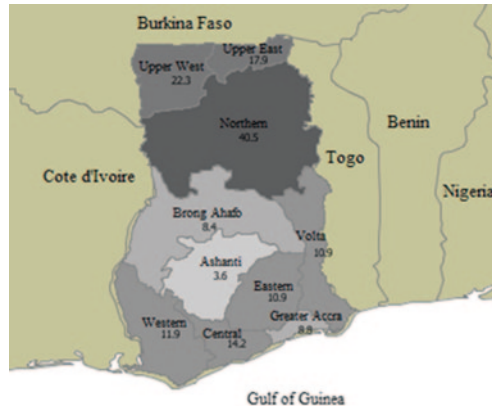 Burkina Faso
Upper East
17.9
Upper West
22.3
Northern
40.5
Benin
Togo
Cote d'Ivoire
Nigeria
Brong Ahafo
8.4
Volta
10.9
Ashanti
3.6
Eastern
10.9
Greater Accra
8.8
Western
11.9
Central
14.2
Gulf of Guinea